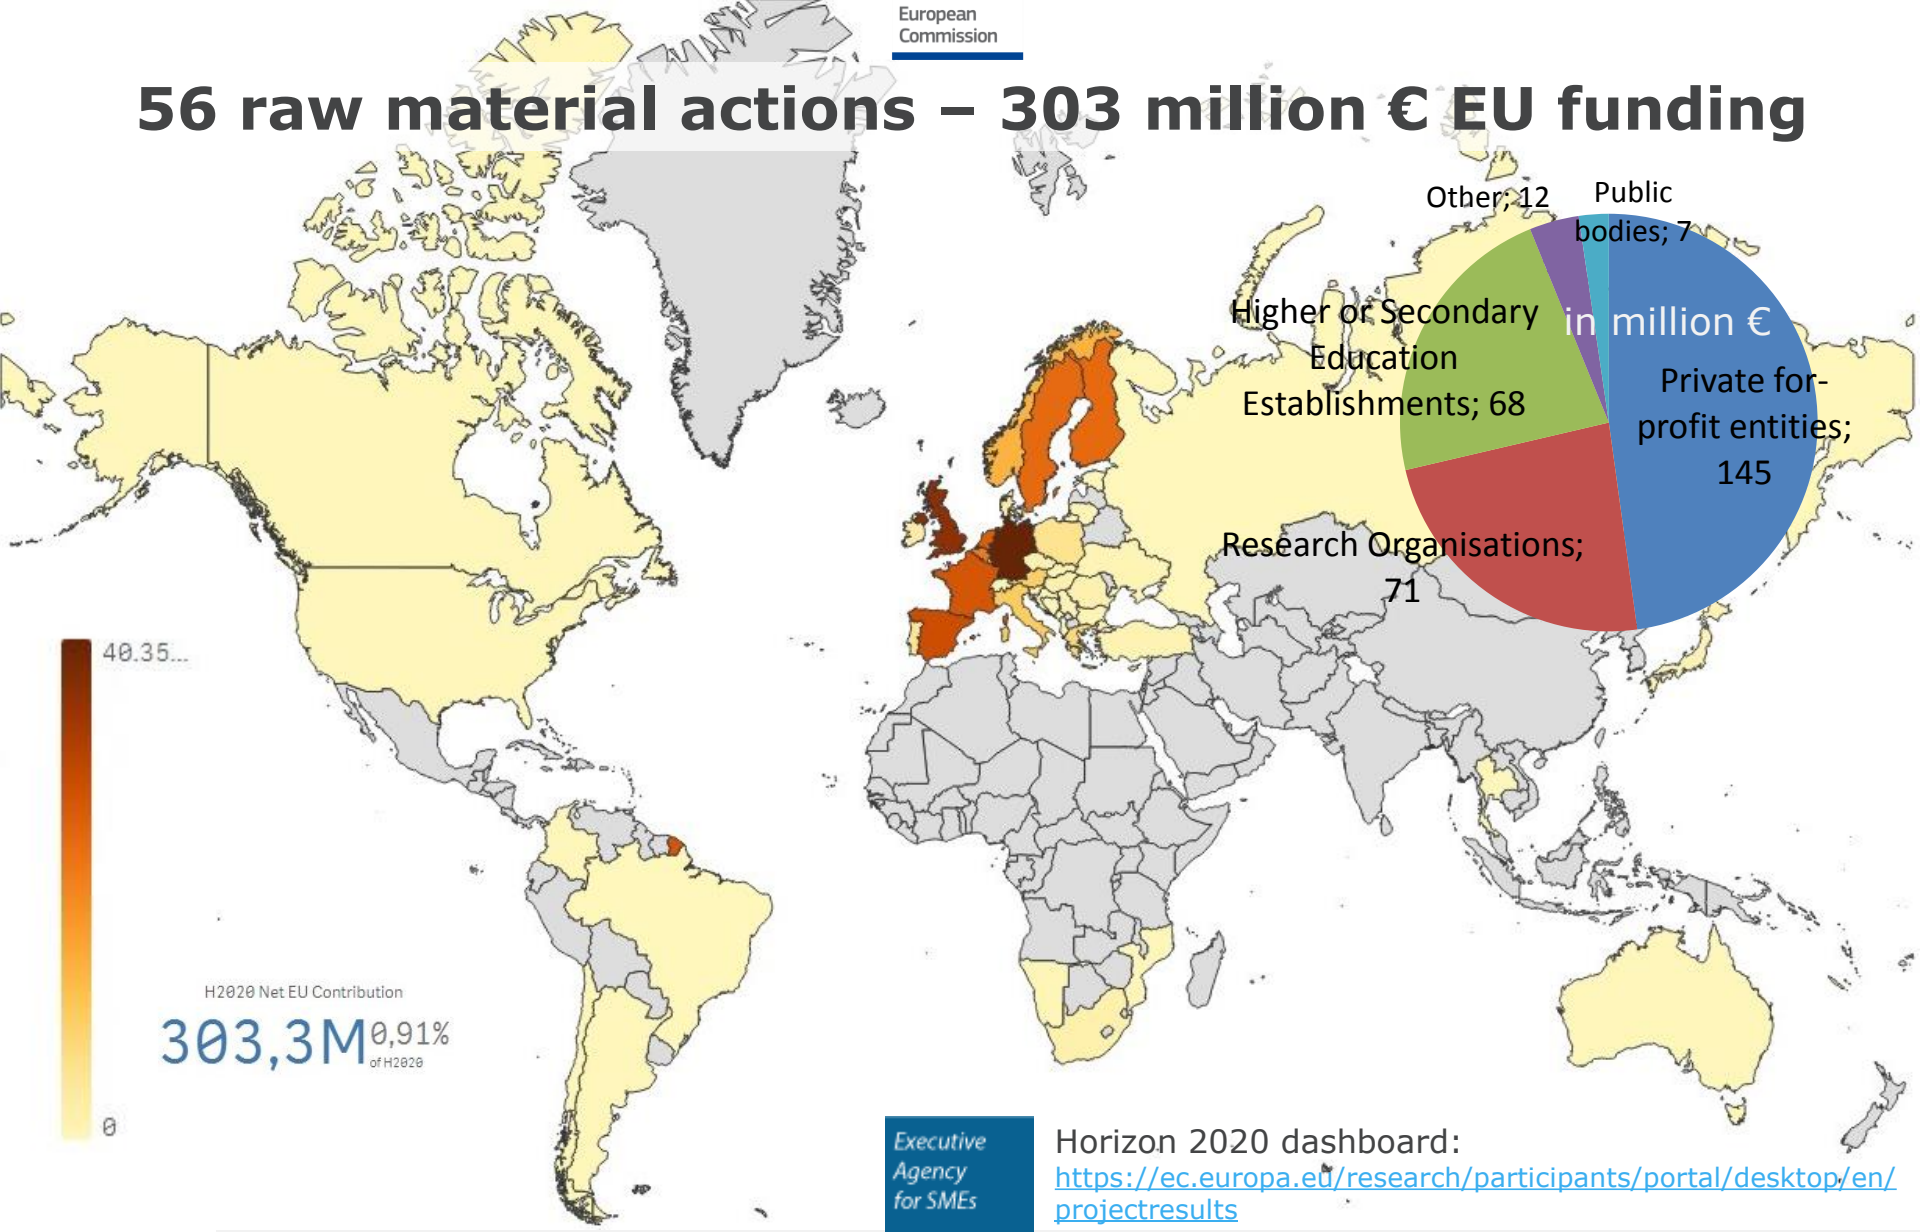 European
Commission
56 raw material actions – 303 million € EU funding
Other; 12
Public
bodies; 7
Higher or Secondary
Education
Establishments; 68
in million €
Private for-
profit entities;
145
Research Organisations;
71
40.35...
0
H2020 Net EU Contribution
303,3M
0,91%
of H2020
Executive
Agency
for SMEs
Horizon 2020 dashboard:
https://ec.europa.eu/research/participants/portal/desktop/en/
projectresults